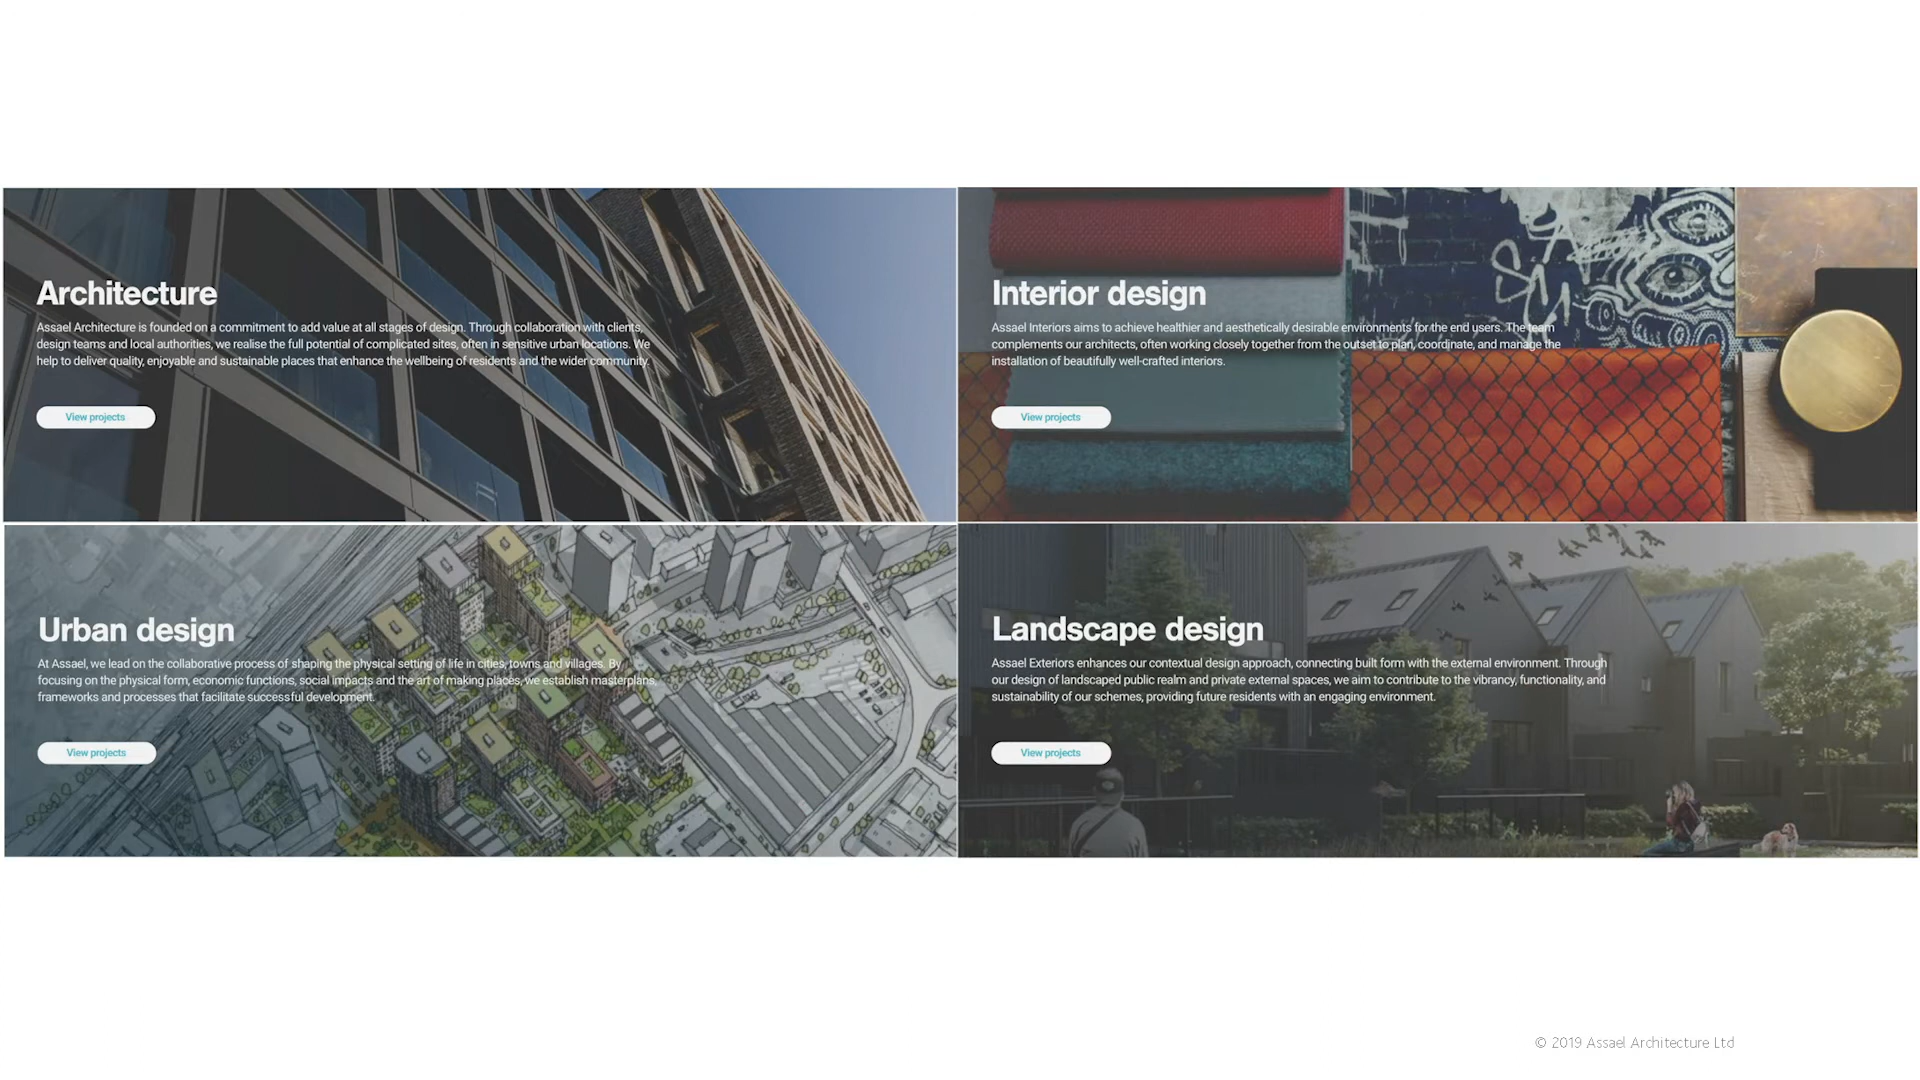 Architecture
Assael Architecture is founded on a commitment to add value at all stages of design. Through collaboration with clients,
design teams and local authorities, we realise the full potential of complicated sites, often in sensitive urban locations. We
help to deliver quality, enjoyable and sustainable places that enhance the wellbeing of residents and the wider community.
View projects
Interior design
Assael Interiors aims to achieve healthier and aesthetically desirable environments for the end users. The team
complements our architects, often working closely together from the outset to plan, coordinate, and manage the
installation of beautifully well-crafted interiors.
View projects
Urban design
At Assael, we lead on the collaborative process of shaping the physical setting of life in cities, towns and villages. By
focusing on the physical form, economic functions, social impacts and the art of making places, we establish masterplans,
frameworks and processes that facilitate successful development.
View projects
Landscape design
Assael Exteriors enhances our contextual design approach, connecting built form with the external environment. Through
our design of landscaped public realm and private external spaces, we aim to contribute to the vibrancy, functionality, and
sustainability of our schemes, providing future residents with an engaging environment.
View projects
© 2019 Assael Architecture Ltd